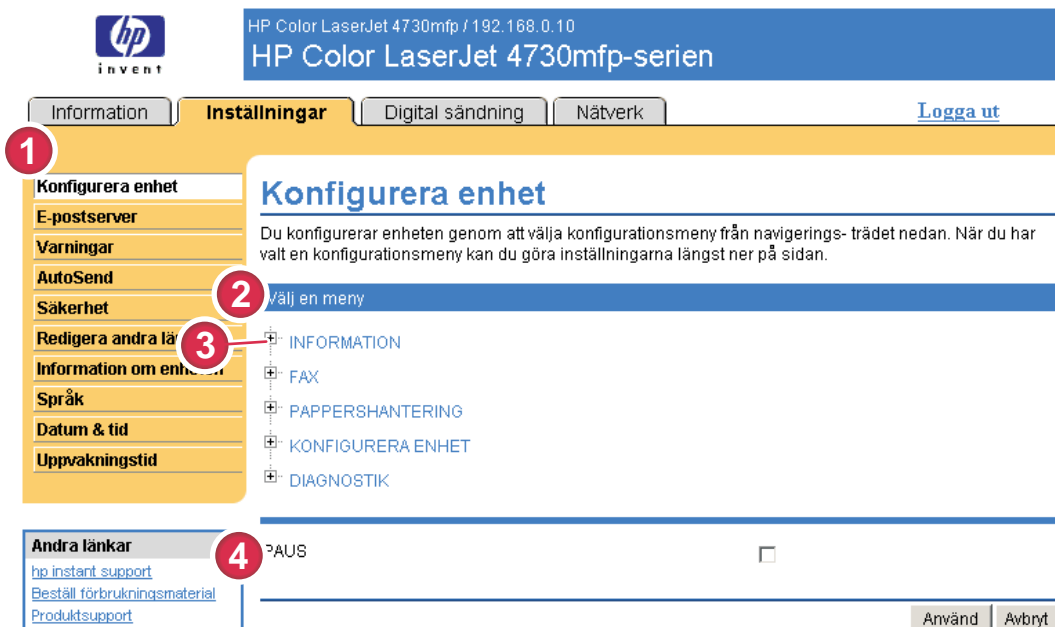 hp
invent
HP Color LaserJet 4730mfp / 192.168.0.10
HP Color LaserJet 4730mfp-serien
Information
Inställningar
Digital sändning
Nätverk
Logga ut
1
Konfigurera enhet
E-postserver
Varningar
AutoSend
Säkerhet
Redigera andra
Information om
Språk
Datum & tid
Uppvakningstid
Andra länkar
hp instant support
Beställ förbrukningsmaterial
Produktsupport
Konfigurera enhet
Du konfigurerar enheten genom att välja konfigurationsmeny från navigerings- trädet nedan. När du har
valt en konfigurationsmeny kan du göra inställningarna längst ner på sidan.
2
Välj en meny
3
INFORMATION
FAX
PAPPERSHANTERING
KONFIGURERA ENHET
DIAGNOSTIK
4
PAUS
Använd
Avbryt